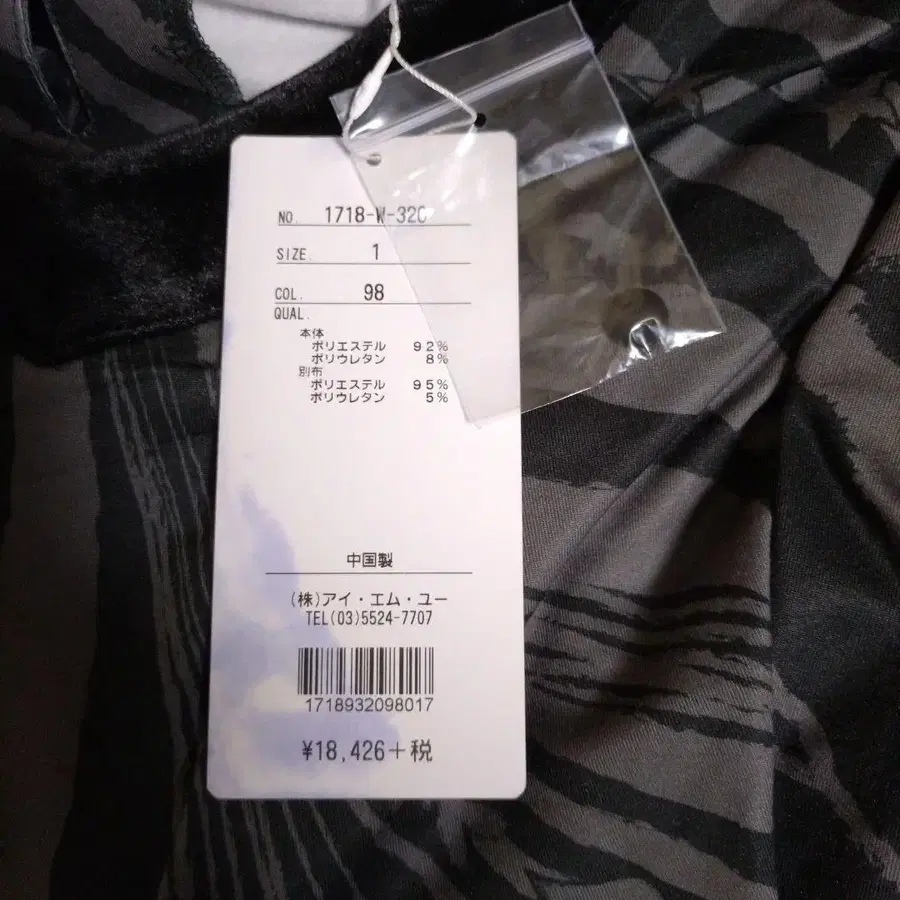 NO. 1718-W-320
SIZE. 1
COL. 98
QUAL.
本体
ポリエステル 92%
ポリウレタン 8%
別布
ポリエステル 95%
ポリウレタン 5%
中国製
(株)アイ・エム・ユー
TEL(03)5524-7707
1718932098017
¥18,426+税